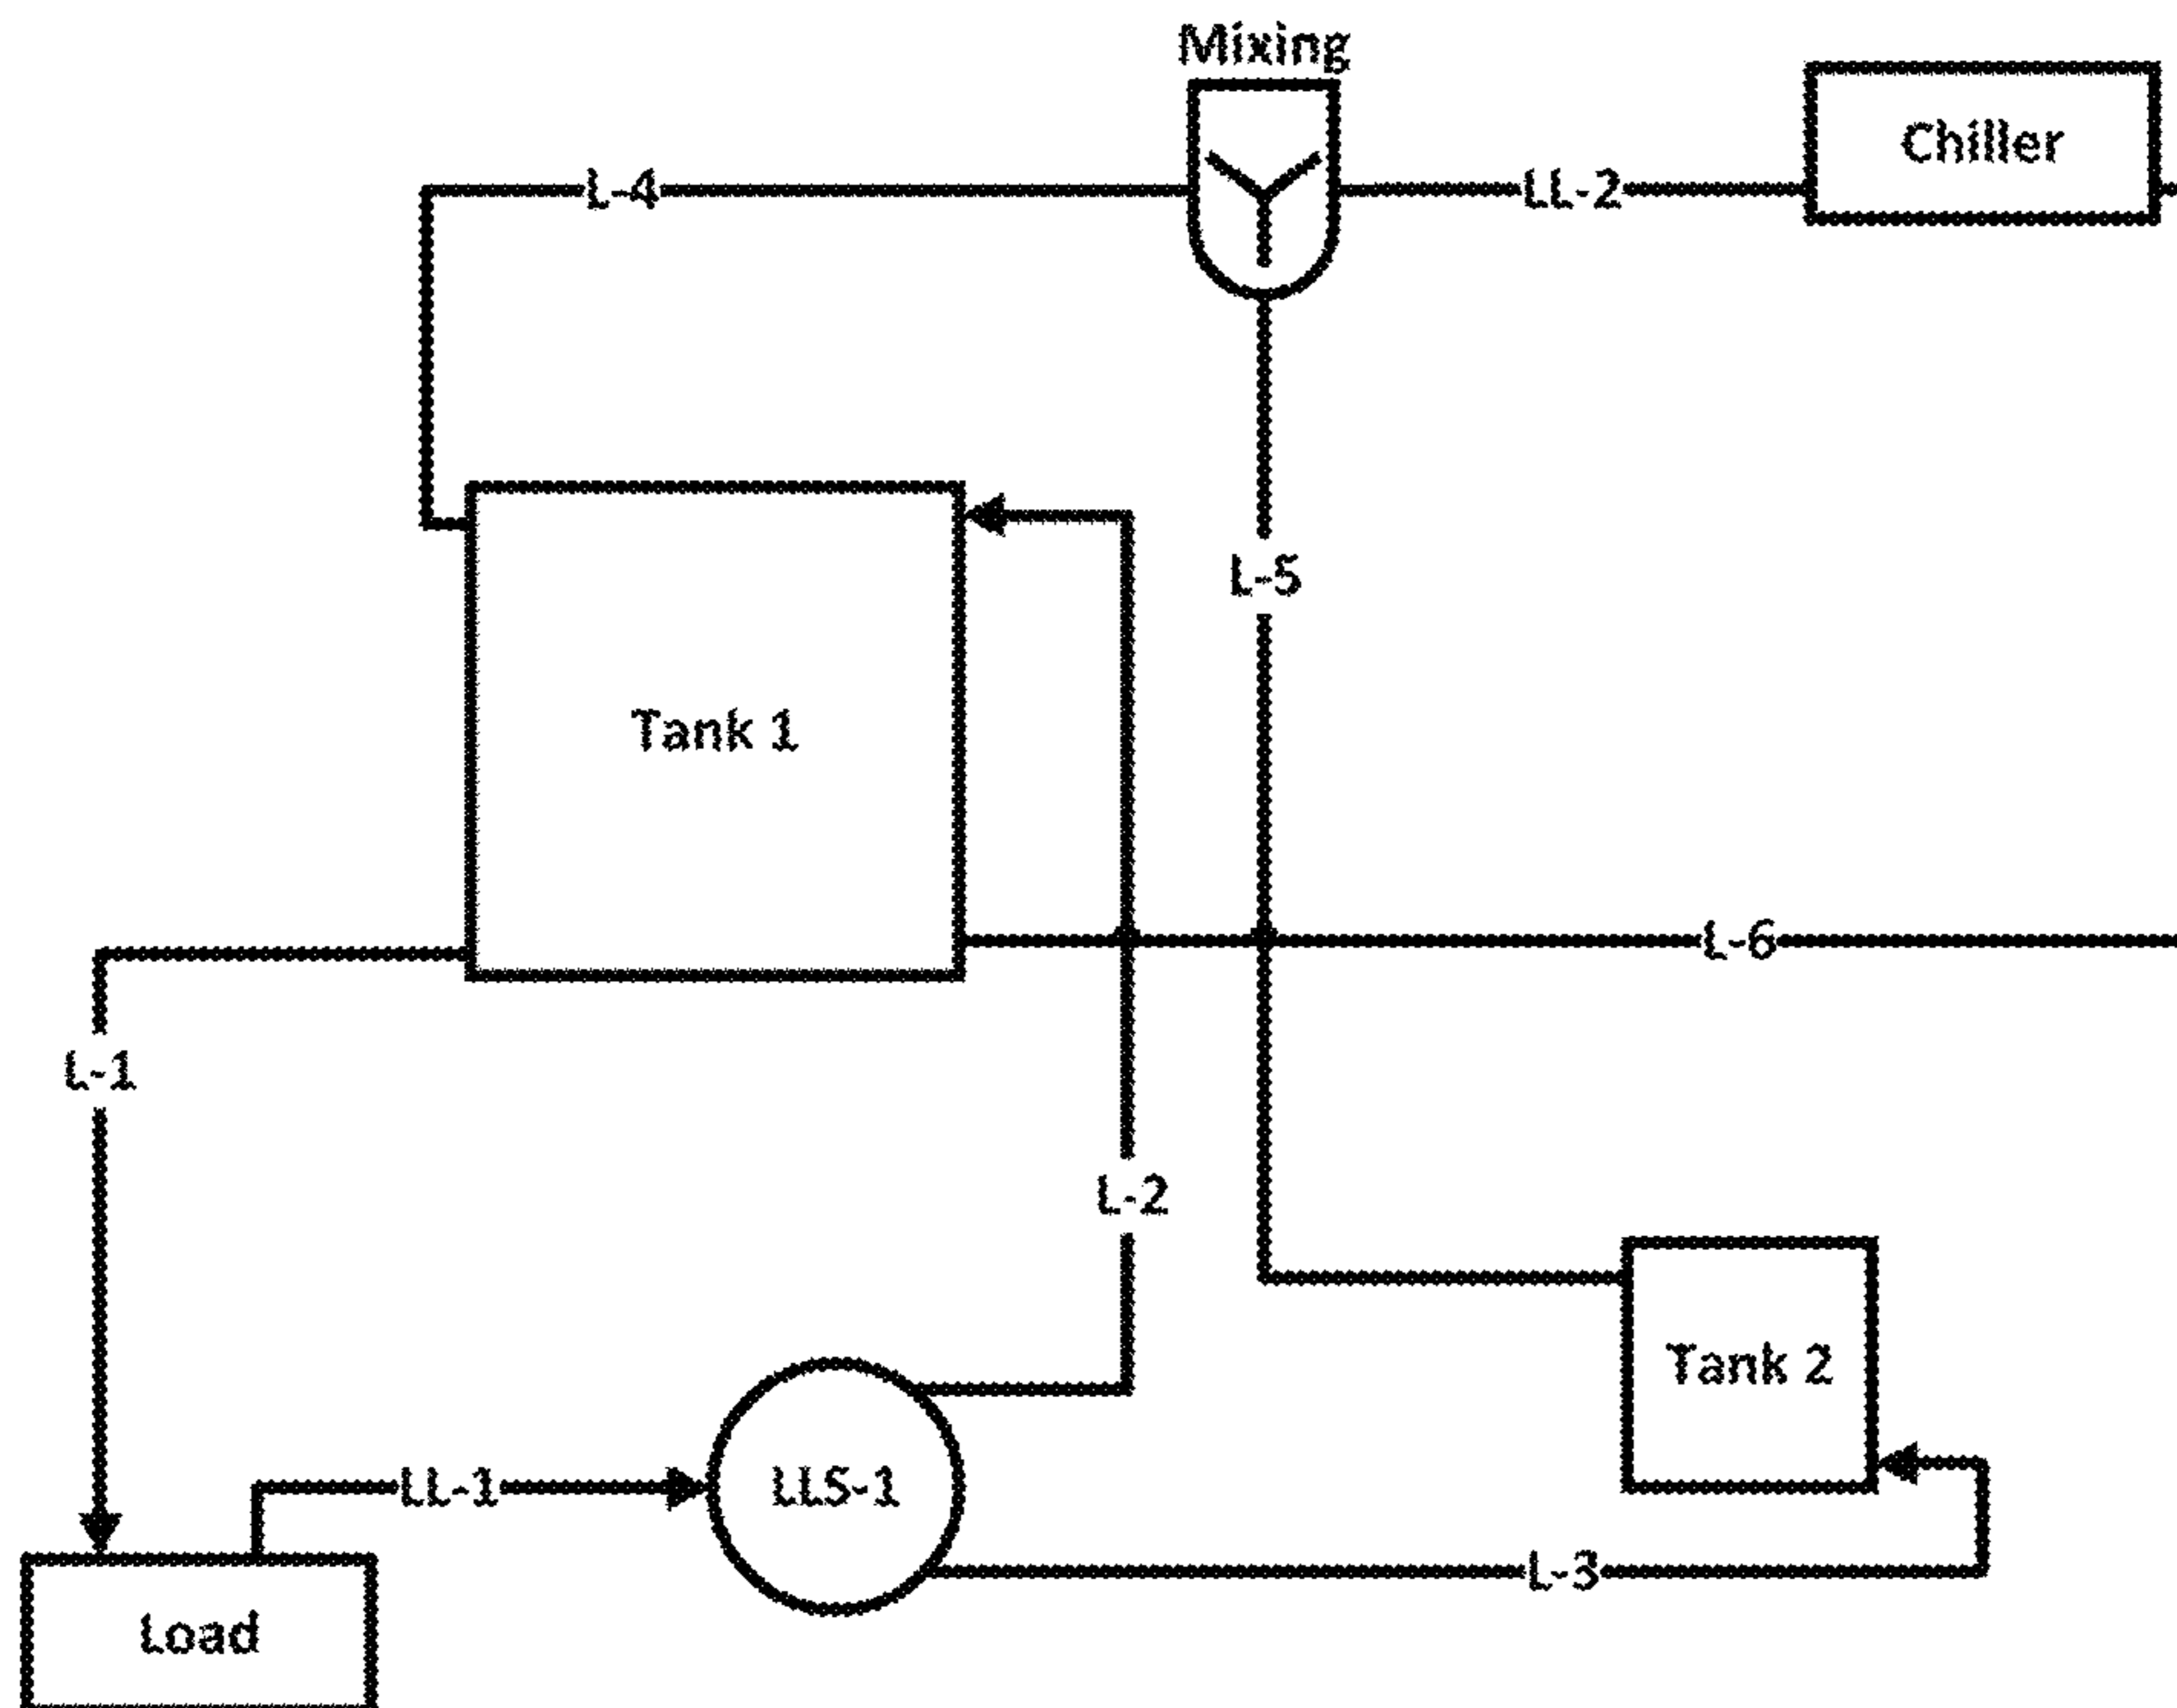 Mixing
Chiller
L-4
LL-2
L-5
Tank 1
L-6
L-1
L-2
Tank 2
LL-1
LLS-1
L-3
Load